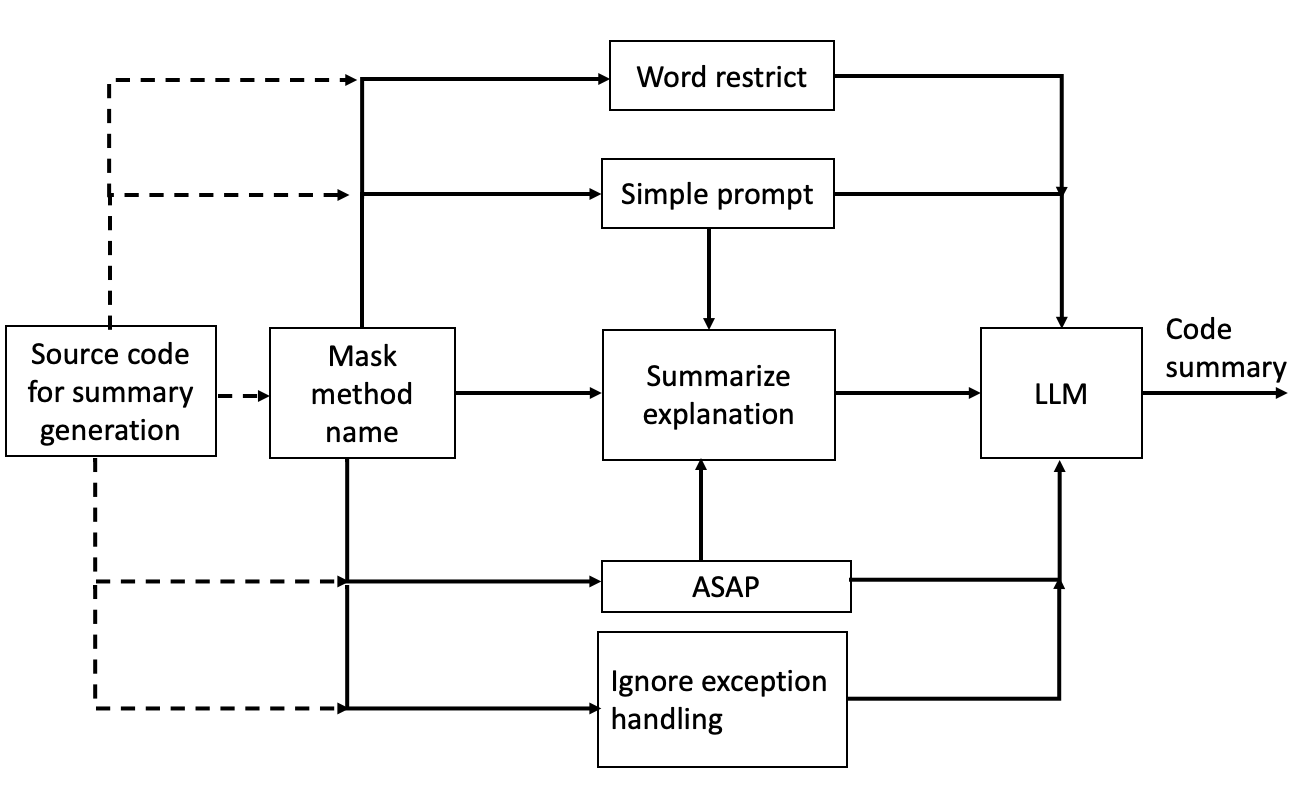 Word restrict
Simple prompt
Source code
for summary
generation
Mask
method
name
Summarize
explanation
LLM
Code
summary
ASAP
Ignore exception
handling